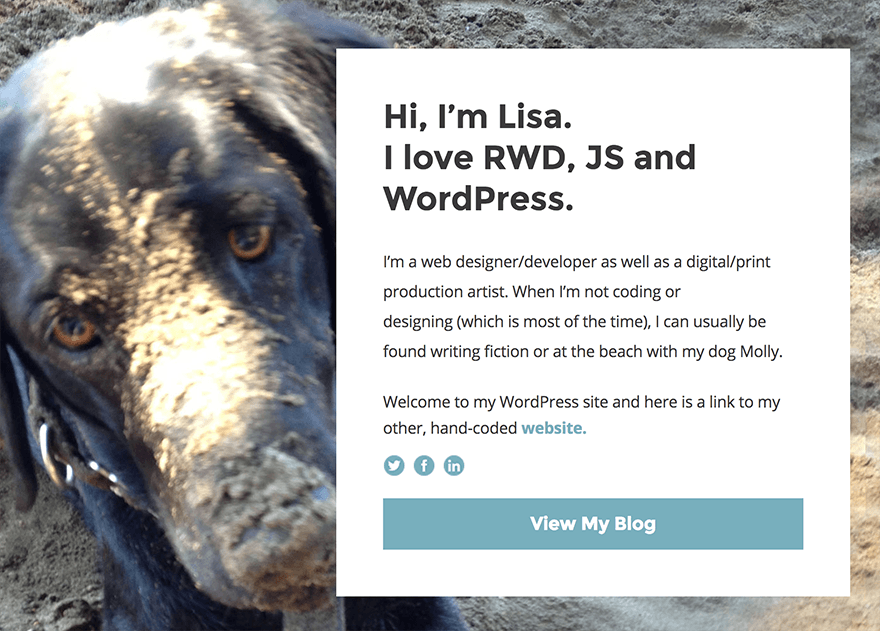 Hi, I’m Lisa.
I love RWD, JS and
WordPress.
I’m a web designer/developer as well as a digital/print
production artist. When I’m not coding or
designing (which is most of the time), I can usually be
found writing fiction or at the beach with my dog Molly.
Welcome to my WordPress site and here is a link to my
other, hand-coded website.
View My Blog